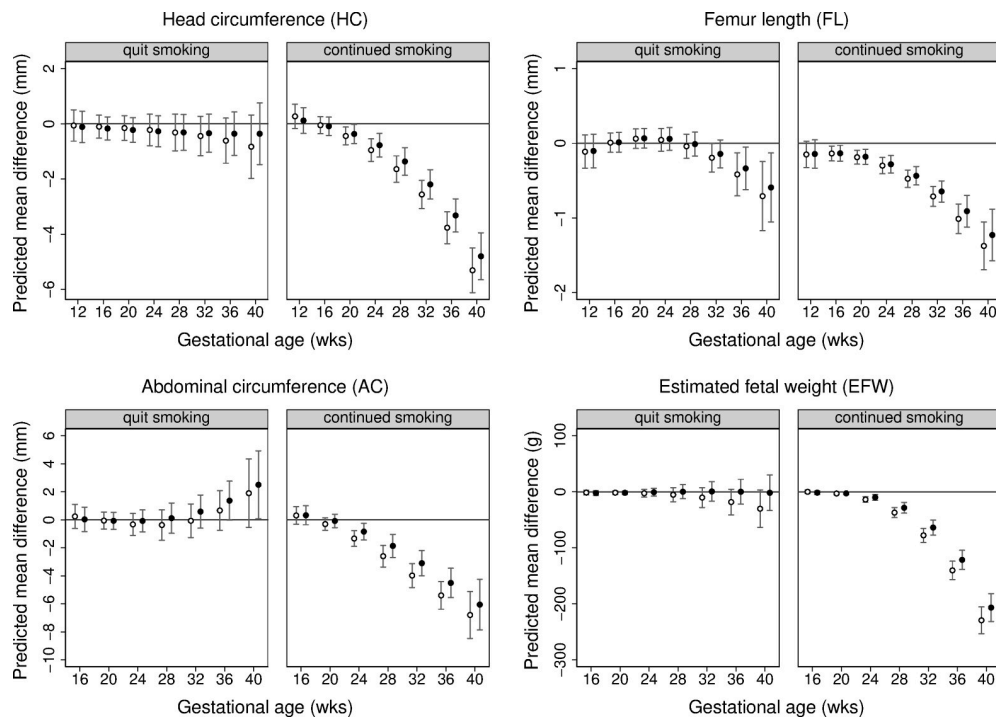 Head circumference (HC)
quit smoking
continued smoking
Predicted mean difference (mm)
2
0
−2
−4
−6
12 16 20 24 28 32 36 40
12 16 20 24 28 32 36 40
Gestational age (wks)
Femur length (FL)
quit smoking
continued smoking
Predicted mean difference (mm)
1
0
−1
−2
12 16 20 24 28 32 36 40
12 16 20 24 28 32 36 40
Gestational age (wks)
Abdominal circumference (AC)
quit smoking
continued smoking
Predicted mean difference (mm)
6
4
2
0
−2
−4
−6
−8
−10
16 20 24 28 32 36 40
16 20 24 28 32 36 40
Gestational age (wks)
Estimated fetal weight (EFW)
quit smoking
continued smoking
Predicted mean difference (g)
100
0
−100
−200
−300
16 20 24 28 32 36 40
16 20 24 28 32 36 40
Gestational age (wks)